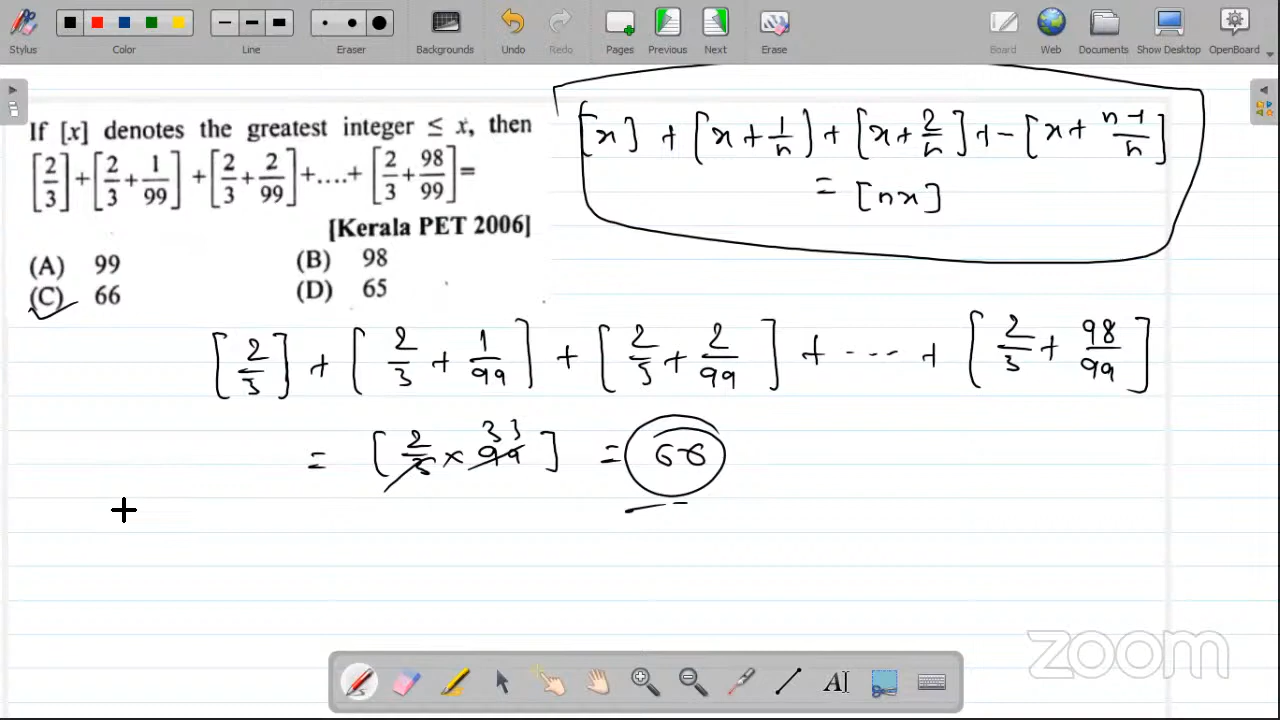 Stylus Color Line Eraser Backgrounds Undo Redo Pages Previous Next Erase Board Web Documents Show Desktop OpenBoard
If [x] denotes the greatest integer ≤ x, then
[2/3]+[2/3+1/99]+[2/3+2/99]+....+[2/3+98/99]=
[Kerala PET 2006]
(A) 99 (B) 98
(C) 66 (D) 65
[x] + [x + 1/n] + [x + 2/n] + - [x + n-1/n]
= [nx]
[2/3] + [2/3 + 1/99] + [2/3 + 2/99] + --- + [2/3 + 98/99]
= [2/3 × 99 33] = 66
zoom